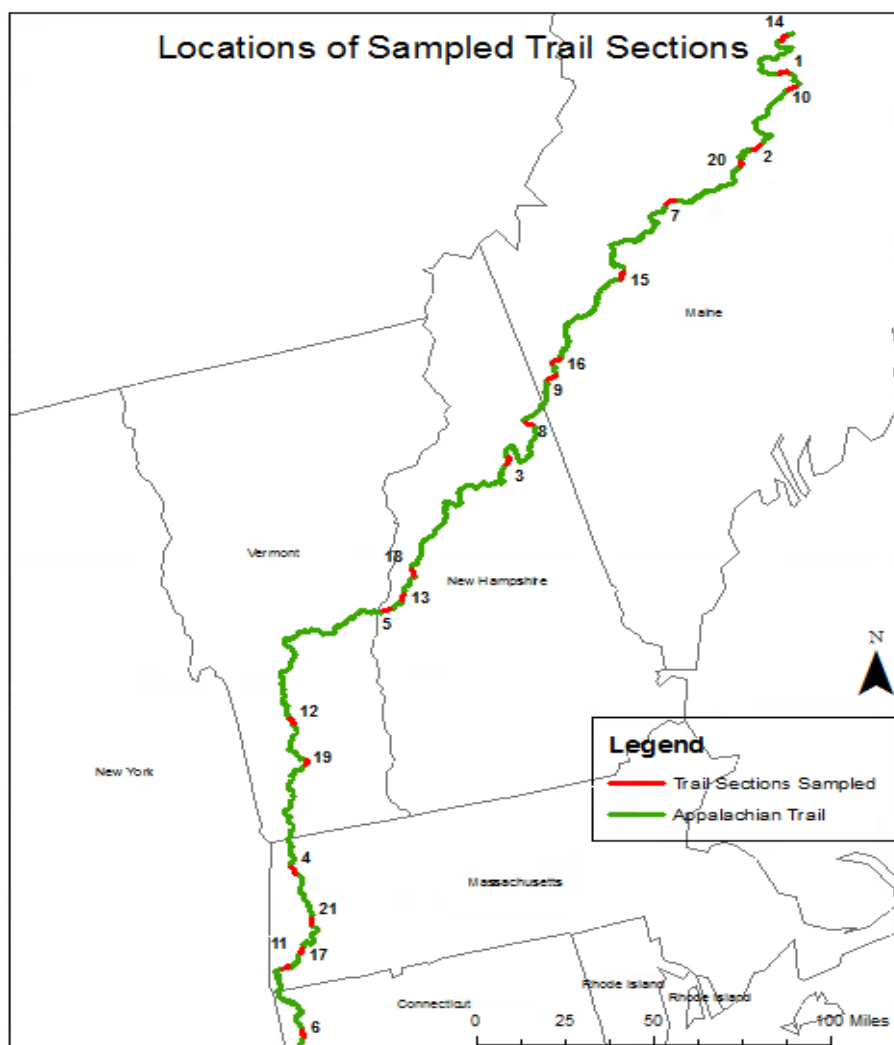 14
Locations of Sampled Trail Sections
1
10
20
2
7
15
Maine
16
9
8
3
18
Vermont
New Hampshire
13
5
N
12
19
New York
Legend
Trail Sections Sampled
Appalachian Trail
4
Massachusetts
21
11
17
Rhode Island
Rhode Island
Connecticut
6
0 25 50 100 Miles